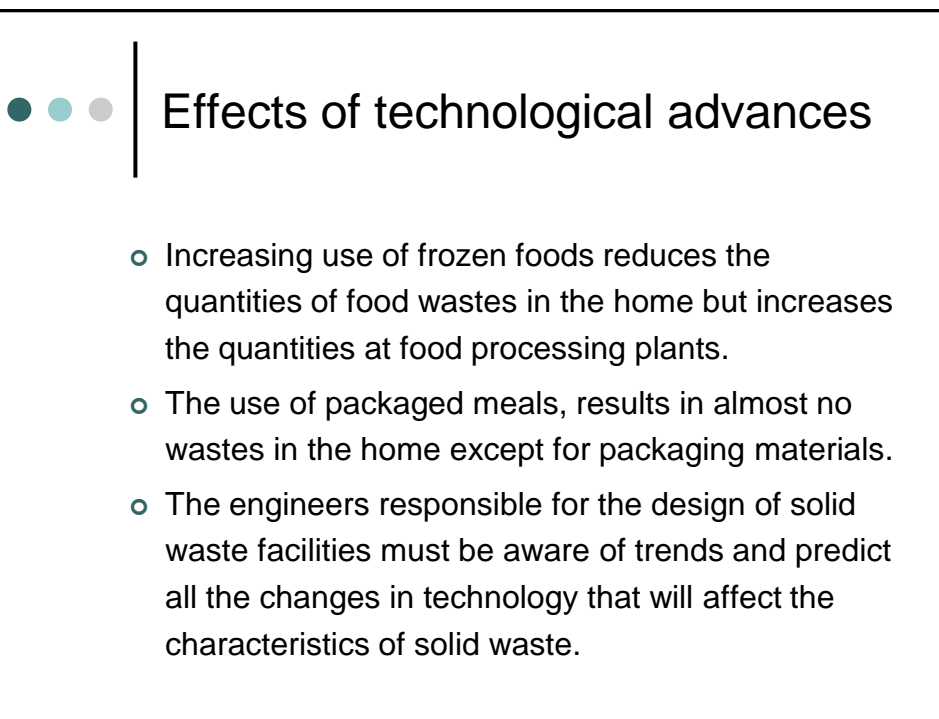 Effects of technological advances
Increasing use of frozen foods reduces the
quantities of food wastes in the home but increases
the quantities at food processing plants.
The use of packaged meals, results in almost no
wastes in the home except for packaging materials.
The engineers responsible for the design of solid
waste facilities must be aware of trends and predict
all the changes in technology that will affect the
characteristics of solid waste.